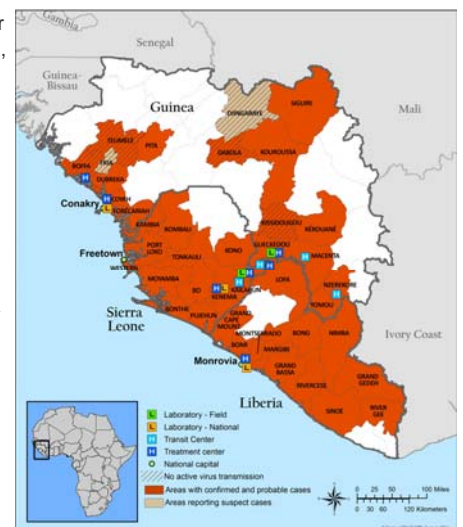 r
,
Gambia
Senegal
Guinea-
Bissau
Guinea
Mali
DINGUIRAYE
SIGUIRE
TELIMELE
PITA
BOFFA
FRIA
DABOLA
KOUROUSSA
DUBREKA
COYAH
Conakry
FORECARIAH
KISSIDOUGOU
KEROUANE
KAMBIA
BOMBALI
GUECKEDOU
MACENTA
PORT
LOKO
KONO
Freetown
WESTERN
TONKOLILI
KAILAHUN
NZEREKORE
MOYAMBA
BO
LOFA
KENEMA
YOMOU
BONTHE
PUJEHUN
GRAND
CAPE
MOUNT
Sierra
Leone
MONTSERRADO
BONG
NIMBA
Ivory Coast
BOMI
MARGIBI
Monrovia
GRAND
BASSA
GRAND
GEDEH
RIVERCESS
Liberia
SINOE
RIVER
GEE
L Laboratory - Field
L Laboratory - National
H Transit Center
H Treatment center
National capital
No active virus transmission
Areas with confirmed and probable cases
Areas reporting suspect cases
0 25 50 100 Miles
0 30 60 120 Kilometers